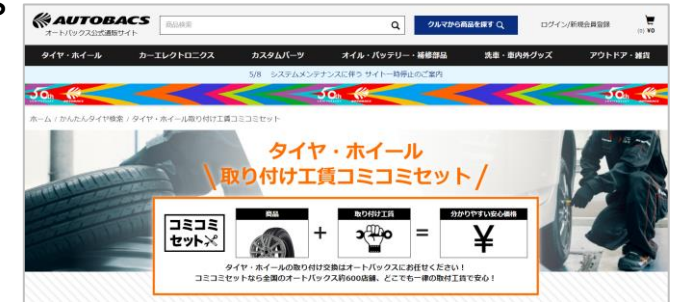 AUTOBACS
オートバックス公式通販サイト
商品検索
クルマから商品を探す
ログイン/新規会員登録
(0) ¥0
タイヤ・ホイール
カーエレクトロニクス
カスタムパーツ
オイル・バッテリー・補修部品
洗車・車内外グッズ
アウトドア・雑貨
5/8 システムメンテナンスに伴う サイト一時停止のご案内
50th
50th
50th
ホーム / かんたんタイヤ検索 / タイヤ・ホイール取り付け工賃コミコミセット
タイヤ・ホイール
取り付け工賃コミコミセット
コミコミ
セット
商品
+
取り付け工賃
=
分かりやすい安心価格
¥
タイヤ・ホイールの取り付け交換はオートバックスにお任せください！
コミコミセットなら全国のオートバックス約600店舗、どこでも一律の取付工賃で安心！